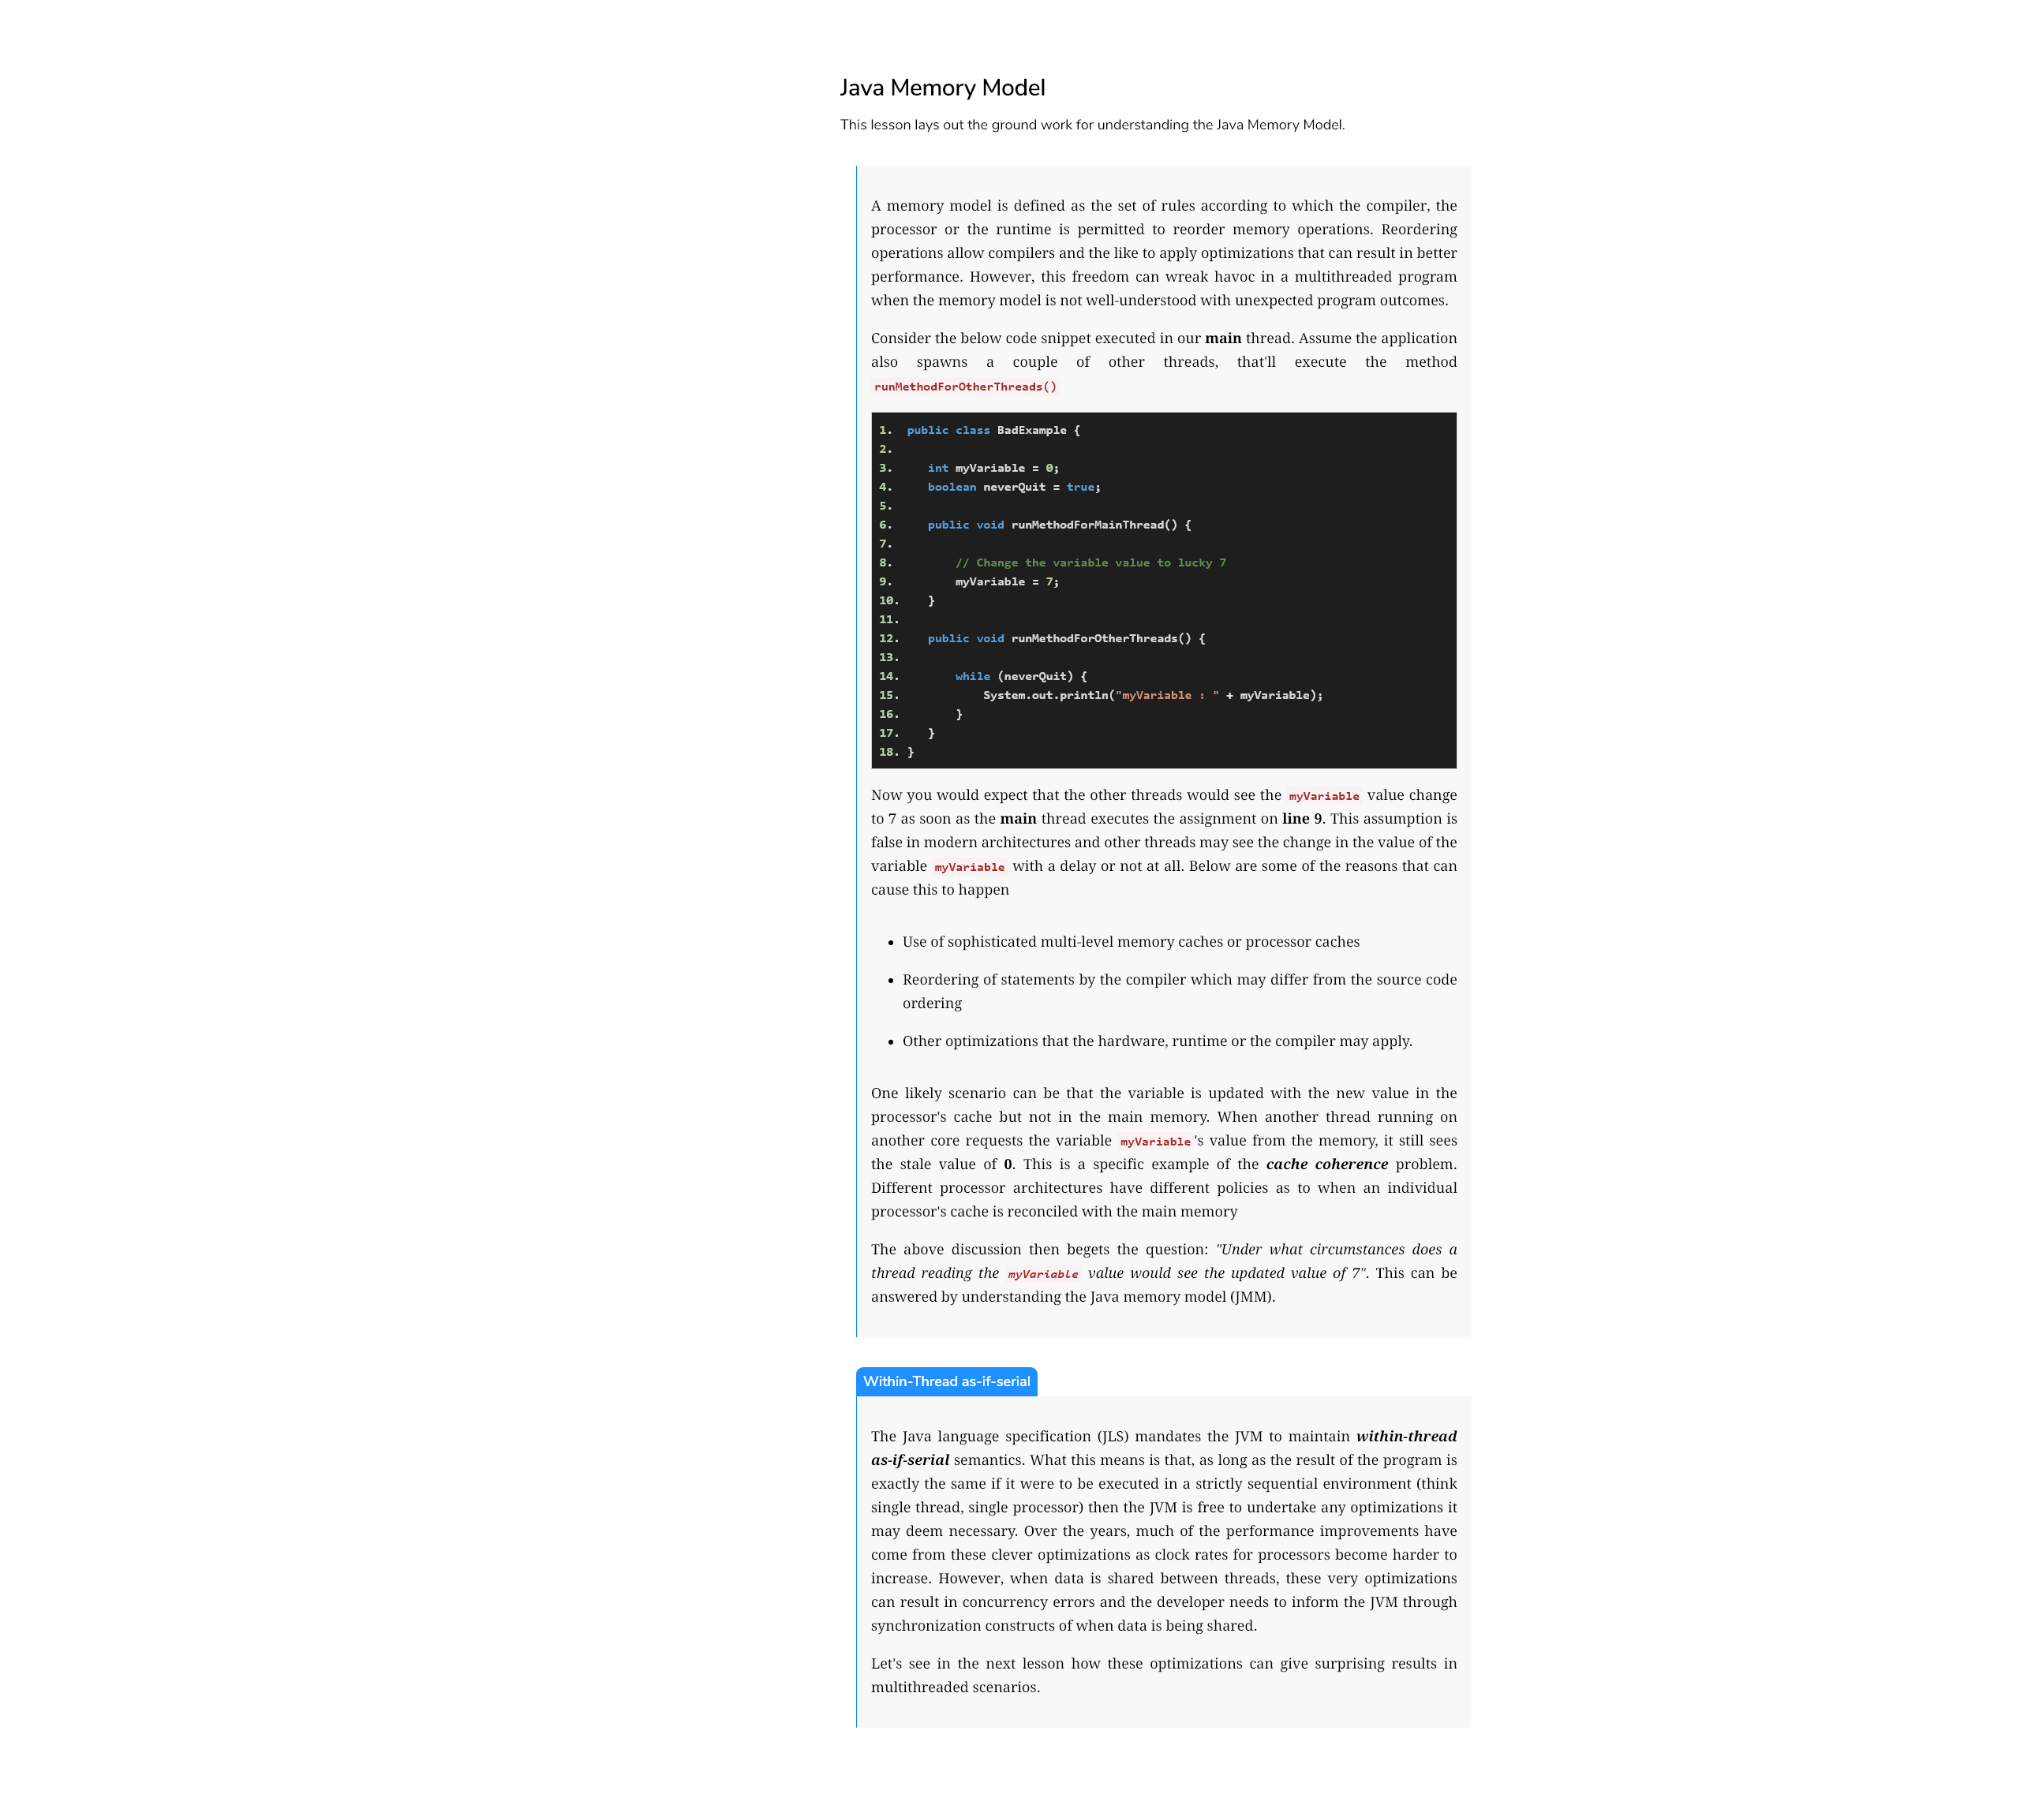 Java Memory Model
This lesson lays out the ground work for understanding the Java Memory Model.
A memory model is defined as the set of rules according to which the compiler, the
processor or the runtime is permitted to reorder memory operations. Reordering
operations allow compilers and the like to apply optimizations that can result in better
performance. However, this freedom can wreak havoc in a multithreaded program
when the memory model is not well-understood with unexpected program outcomes.
Consider the below code snippet executed in our main thread. Assume the application
also spawns a couple of other threads, that'll execute the method
runMethodForOtherThreads()
1. public class BadExample {
2.
3.    int myVariable = 0;
4.    boolean neverQuit = true;
5.
6.    public void runMethodForMainThread() {
7.
8.        // Change the variable value to lucky 7
9.        myVariable = 7;
10.    }
11.
12.    public void runMethodForOtherThreads() {
13.
14.        while (neverQuit) {
15.            System.out.println("myVariable : " + myVariable);
16.        }
17.    }
18. }
Now you would expect that the other threads would see the myVariable value change
to 7 as soon as the main thread executes the assignment on line 9. This assumption is
false in modern architectures and other threads may see the change in the value of the
variable myVariable with a delay or not at all. Below are some of the reasons that can
cause this to happen
• Use of sophisticated multi-level memory caches or processor caches
• Reordering of statements by the compiler which may differ from the source code
ordering
• Other optimizations that the hardware, runtime or the compiler may apply.
One likely scenario can be that the variable is updated with the new value in the
processor's cache but not in the main memory. When another thread running on
another core requests the variable myVariable's value from the memory, it still sees
the stale value of 0. This is a specific example of the cache coherence problem.
Different processor architectures have different policies as to when an individual
processor's cache is reconciled with the main memory
The above discussion then begets the question: "Under what circumstances does a
thread reading the myVariable value would see the updated value of 7". This can be
answered by understanding the Java memory model (JMM).
Within-Thread as-if-serial
The Java language specification (JLS) mandates the JVM to maintain within-thread
as-if-serial semantics. What this means is that, as long as the result of the program is
exactly the same if it were to be executed in a strictly sequential environment (think
single thread, single processor) then the JVM is free to undertake any optimizations it
may deem necessary. Over the years, much of the performance improvements have
come from these clever optimizations as clock rates for processors become harder to
increase. However, when data is shared between threads, these very optimizations
can result in concurrency errors and the developer needs to inform the JVM through
synchronization constructs of when data is being shared.
Let's see in the next lesson how these optimizations can give surprising results in
multithreaded scenarios.